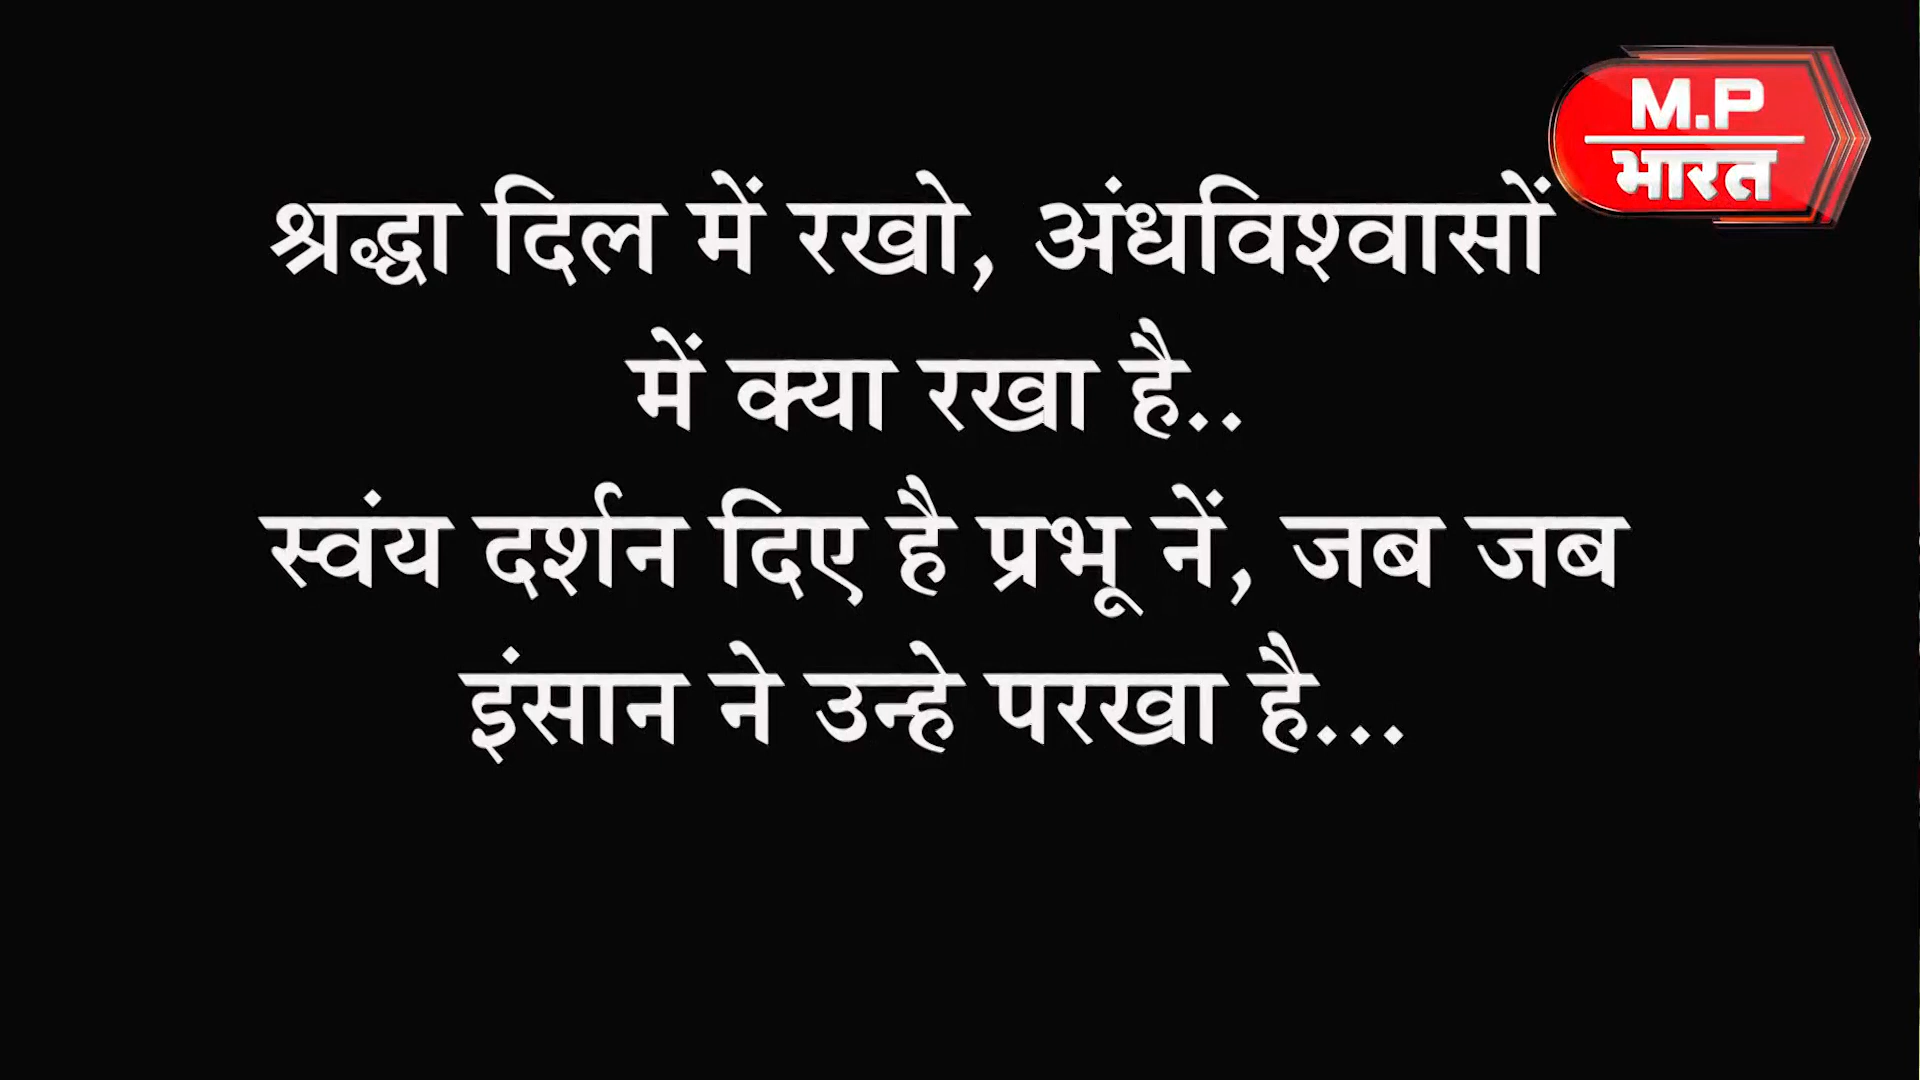 M.P
भारत
श्रद्धा दिल में रखो, अंधविश्वासों
में क्या रखा है..
स्वंय दर्शन दिए है प्रभू नें, जब जब
इंसान ने उन्हे परखा है...